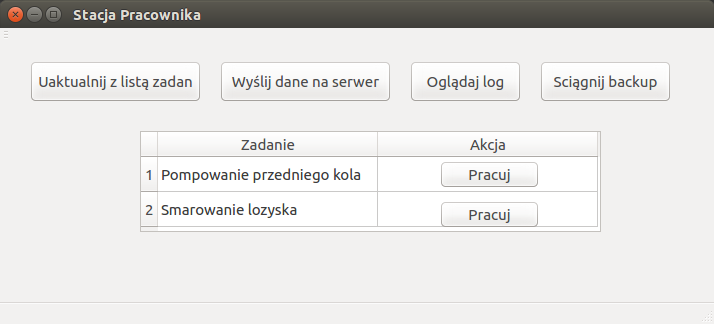 Stacja Pracownika
Uaktualnij z listą zadan Wyślij dane na serwer Oglądaj log Sciągnij backup
Zadanie Akcja
1 Pompowanie przedniego kola Pracuj
2 Smarowanie lozyska Pracuj